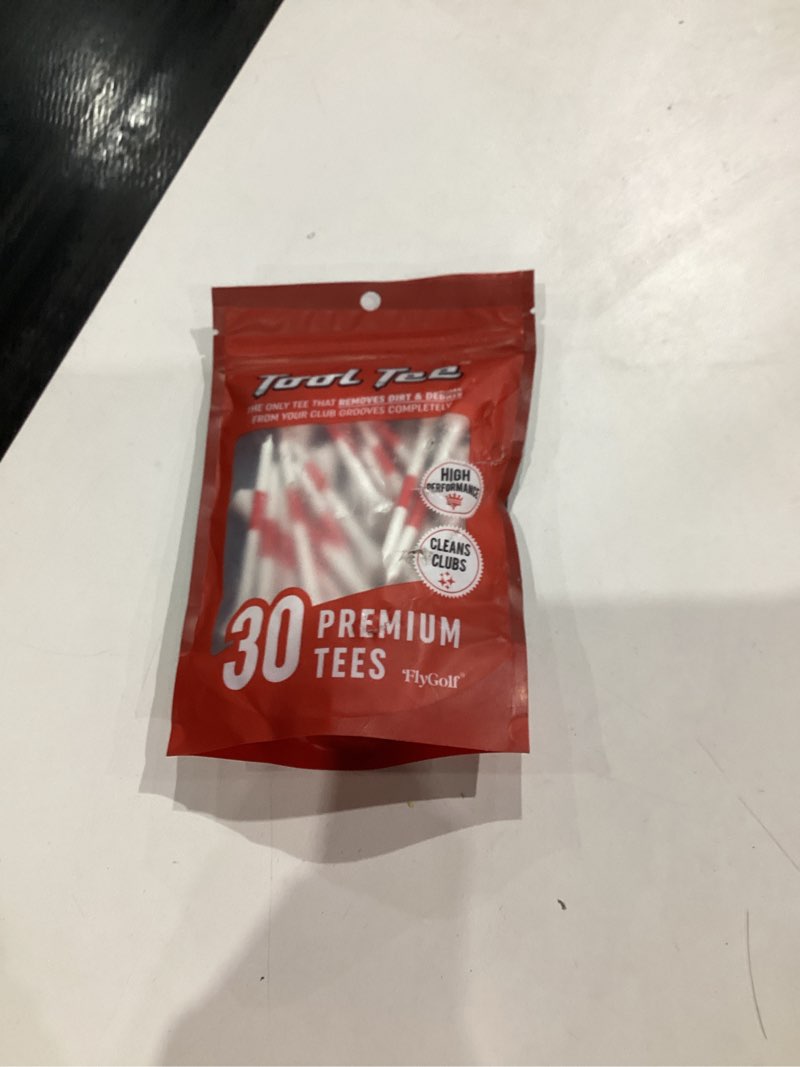 Tool Tee
THE ONLY TEE THAT REMOVES DIRT & DEBRIS
FROM YOUR CLUB GROOVES COMPLETELY
HIGH
PERFORMANCE
CLEANS
CLUBS
30 PREMIUM
TEES
FlyGolf